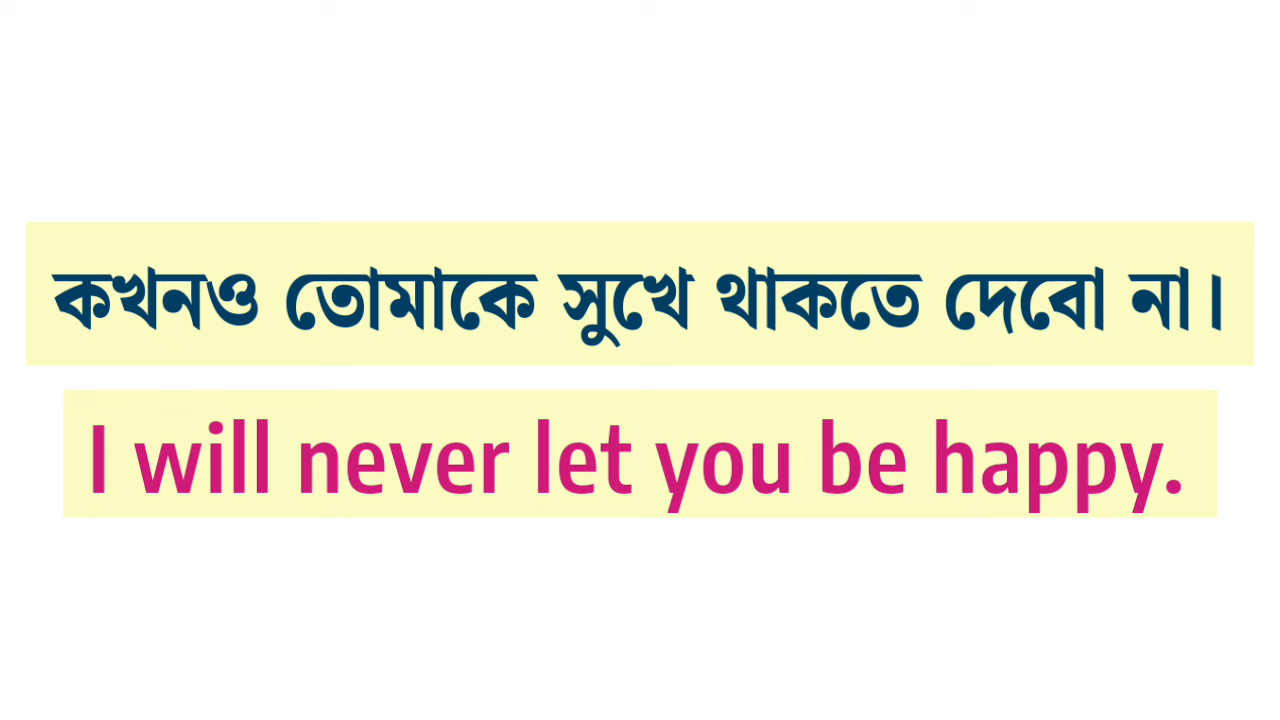 কখনও তোমাকে সুখে থাকতে দেবো না।
I will never let you be happy.